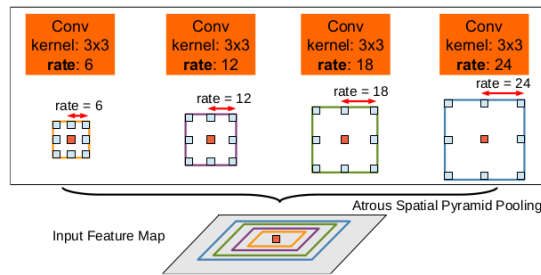 Conv
kernel: 3x3
rate: 6
Conv
kernel: 3x3
rate: 12
Conv
kernel: 3x3
rate: 18
Conv
kernel: 3x3
rate: 24
rate = 6
rate = 12
rate = 18
rate = 24
Atrous Spatial Pyramid Pooling
Input Feature Map